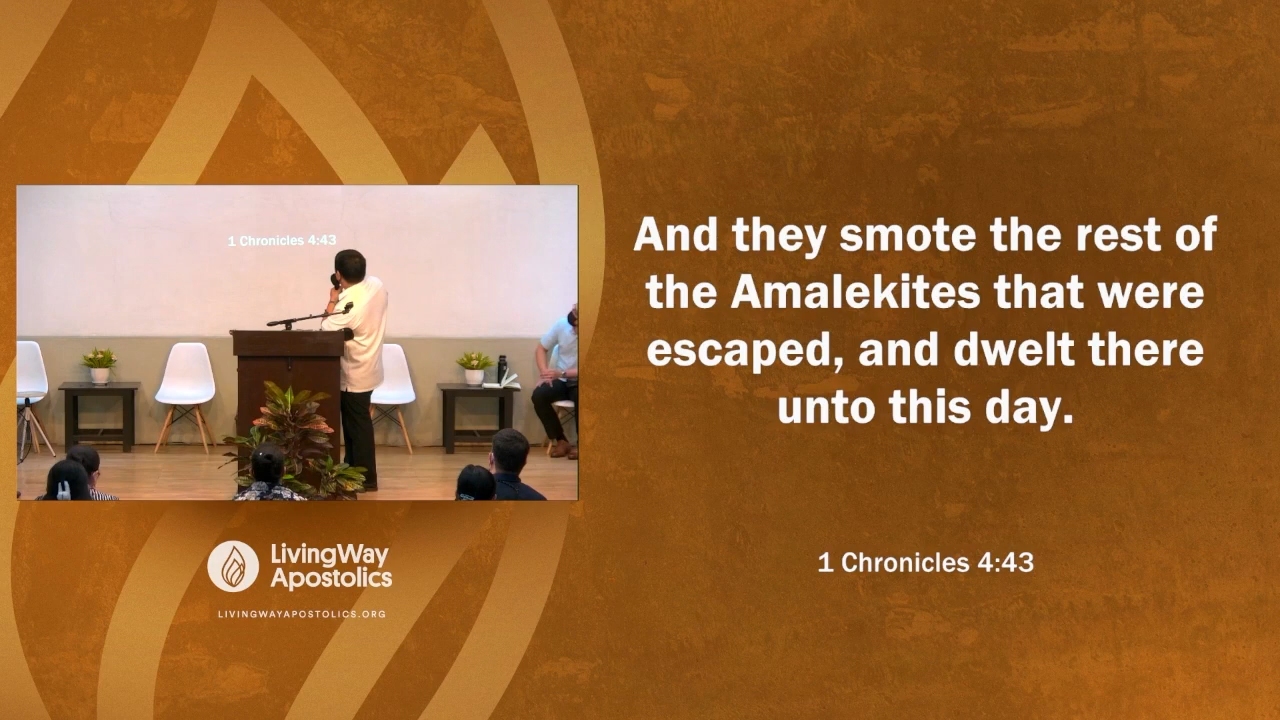 1 Chronicles 4:43
And they smote the rest of
the Amalekites that were
escaped, and dwelt there
unto this day.
1 Chronicles 4:43
LivingWay
Apostolics
LIVINGWAYAPOSTOLICS.ORG